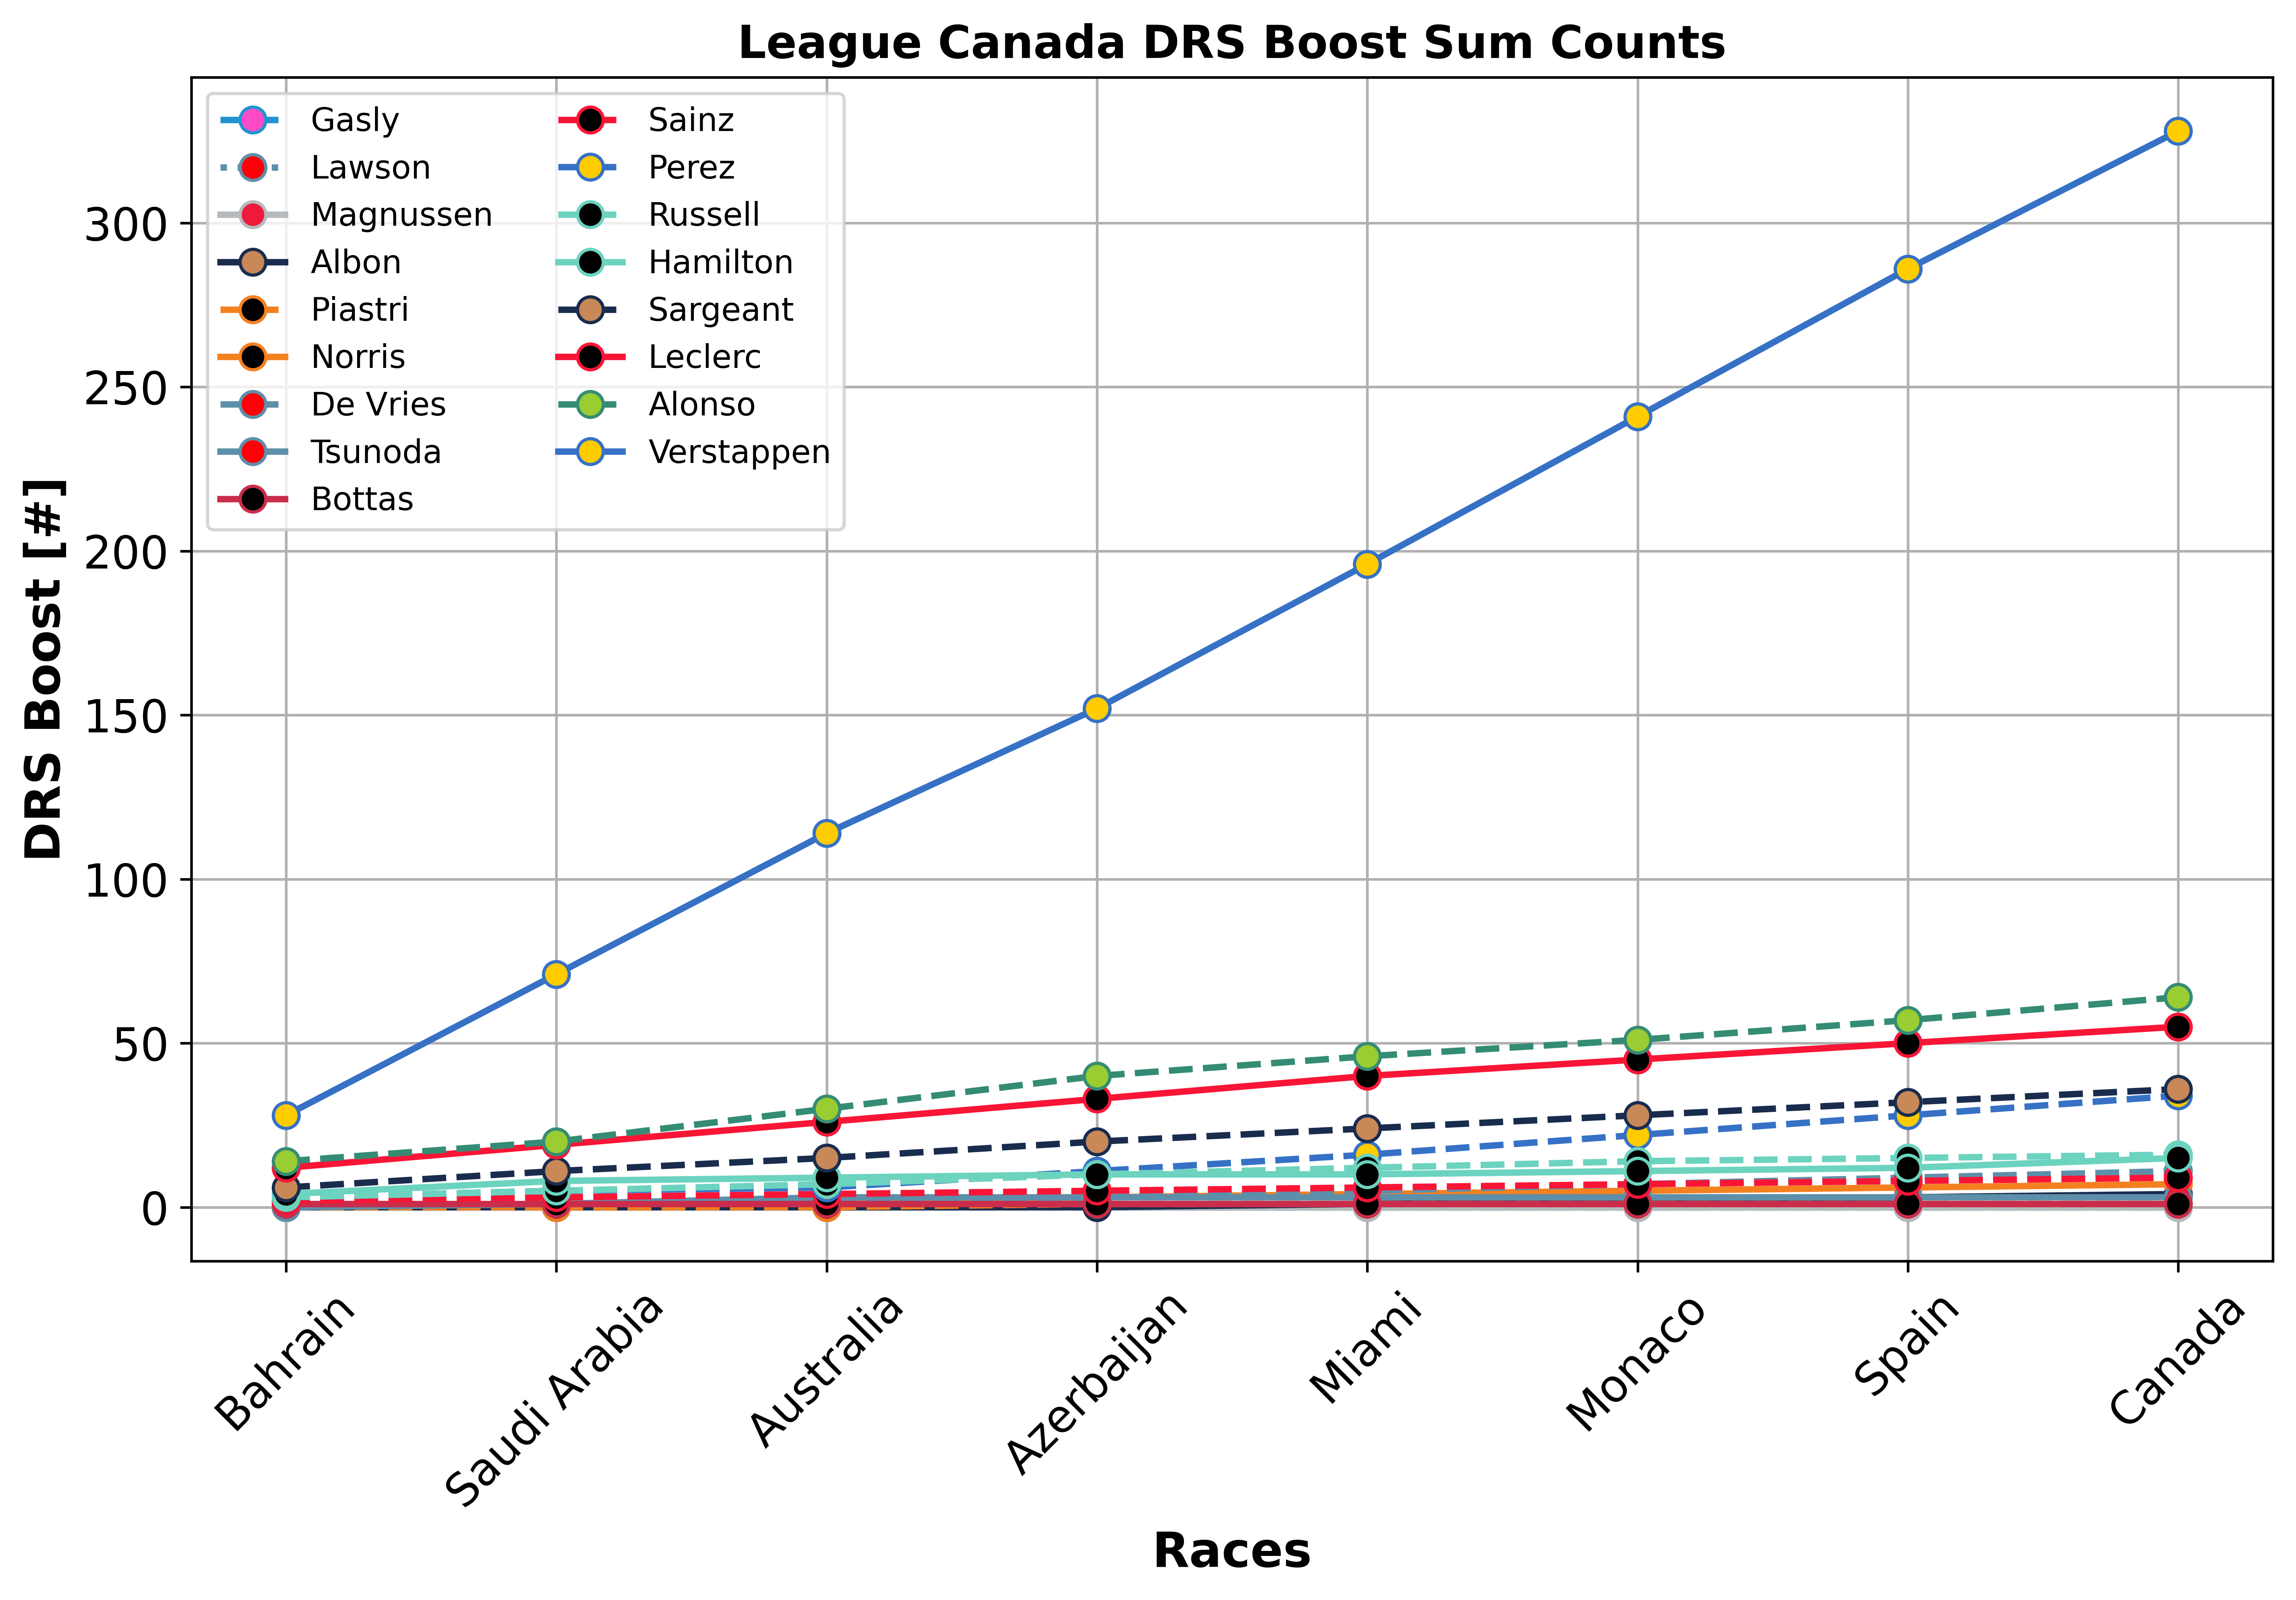 League Canada DRS Boost Sum Counts
Gasly
Lawson
Magnussen
Albon
Piastri
Norris
De Vries
Tsunoda
Bottas
Sainz
Perez
Russell
Hamilton
Sargeant
Leclerc
Alonso
Verstappen
DRS Boost [#]
300
250
200
150
100
50
0
Bahrain
Saudi Arabia
Australia
Azerbaijan
Miami
Monaco
Spain
Canada
Races